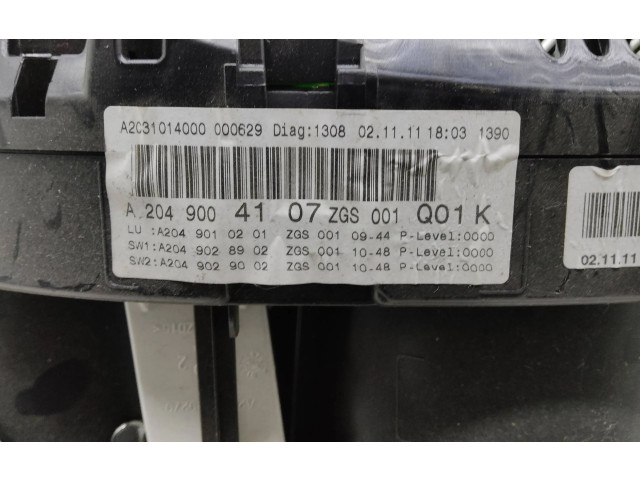 A2C31014000 000629 Diag:1308 02.11.11 18:03 1390
A 204 900 41 07 ZGS 001 Q01 K
LU :A204 901 02 01 ZGS 001 09-44 P-Level:0000
SW1:A204 902 89 02 ZGS 001 10-48 P-Level:0000
SW2:A204 902 90 02 ZGS 001 10-48 P-Level:0000
02.11.11